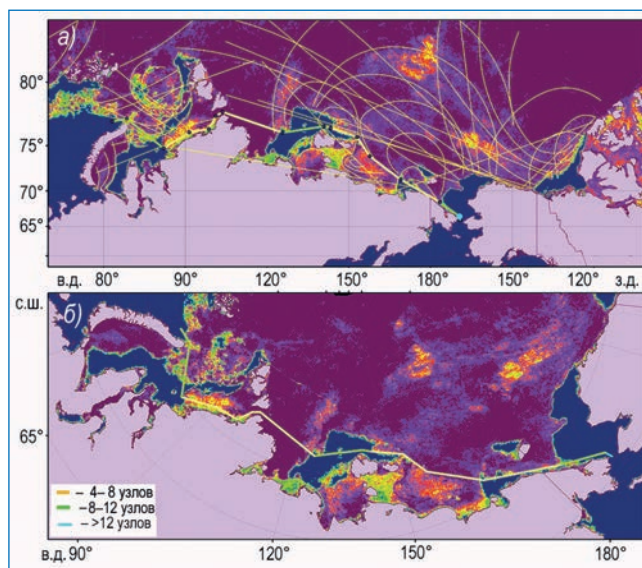 а)
80°
75°
70°
65°
в.д. 80° 90° 120° 150° 180° 150° 120° з.д.
с.ш.
б)
65°
– 4– 8 узлов
–8–12 узлов
– >12 узлов
в.д. 90° 120° 150° 180°